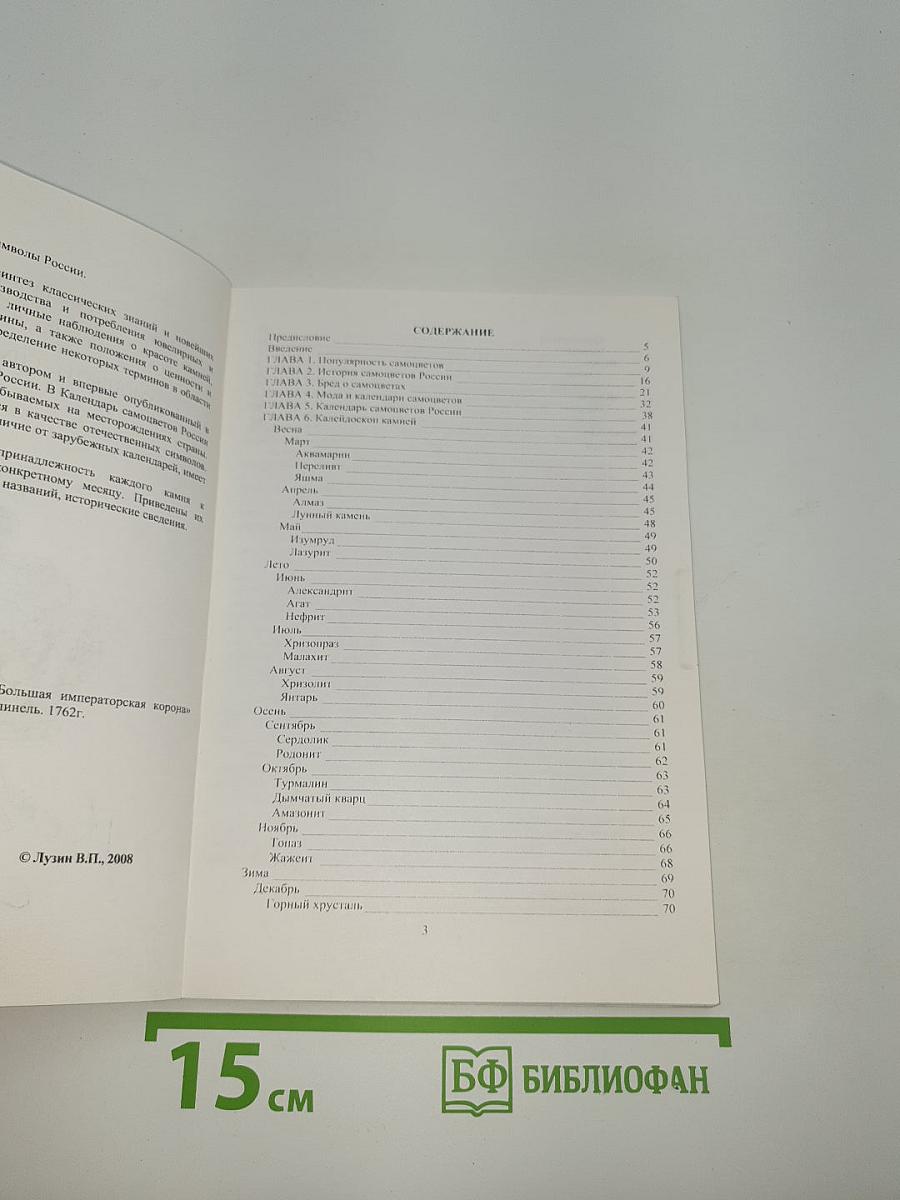 мволы России.
интез классических знаний и новейших
зводства и потребления ювелирных и
личные наблюдения о красоте камней,
ины, а также положения о ценности и
ределение некоторых терминов в области
автором и впервые опубликованный в
России. В Календарь самоцветов России
бываемых на месторождениях страны.
ся в качестве отечественных символов.
личие от зарубежных календарей, имеет
принадлежность каждого камня к
конкретному месяцу. Приведены их
названий, исторические сведения.
Большая императорская корона»
пинель. 1762г.
© Лузин В.П., 2008
СОДЕРЖАНИЕ
Предисловие 5
Введение 6
ГЛАВА 1. Популярность самоцветов 9
ГЛАВА 2. История самоцветов России 16
ГЛАВА 3. Бред о самоцветах 21
ГЛАВА 4. Мода и календари самоцветов 32
ГЛАВА 5. Календарь самоцветов России 38
ГЛАВА 6. Калейдоскоп камней 41
Весна 41
Март 42
Аквамарин 42
Переливт 43
Яшма 44
Апрель 45
Алмаз 45
Лунный камень 48
Май 49
Изумруд 49
Лазурит 50
Лето 52
Июнь 52
Александрит 52
Агат 53
Нефрит 56
Июль 57
Хризопраз 57
Малахит 58
Август 59
Хризолит 59
Янтарь 60
Осень 61
Сентябрь 61
Сердолик 61
Родонит 62
Октябрь 63
Турмалин 63
Дымчатый кварц 64
Амазонит 65
Ноябрь 66
Топаз 66
Жажеит 68
Зима 69
Декабрь 70
Горный хрусталь 70
3
15 см
БФ БИБЛИОФАН